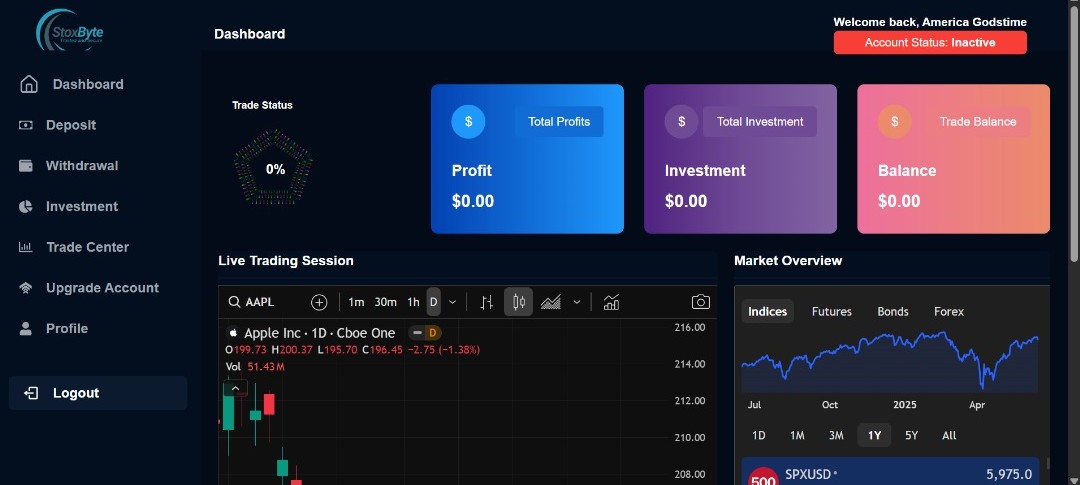 StoxByte
Dashboard
Welcome back, America Godstime
Account Status: Inactive
Dashboard
Deposit
Withdrawal
Investment
Trade Center
Upgrade Account
Profile
Logout
Trade Status
0%
$ Total Profits
Profit
$0.00
$ Total Investment
Investment
$0.00
$ Trade Balance
Balance
$0.00
Live Trading Session
AAPL 1m 30m 1h D
Apple Inc · 1D · Cboe One D
O199.73 H200.37 L195.70 C196.45 −2.75 (−1.38%)
Vol 51.43M
216.00
214.00
212.00
210.00
208.00
Market Overview
Indices Futures Bonds Forex
Jul Oct 2025 Apr
1D 1M 3M 1Y 5Y All
500 SPXUSD 5,975.0